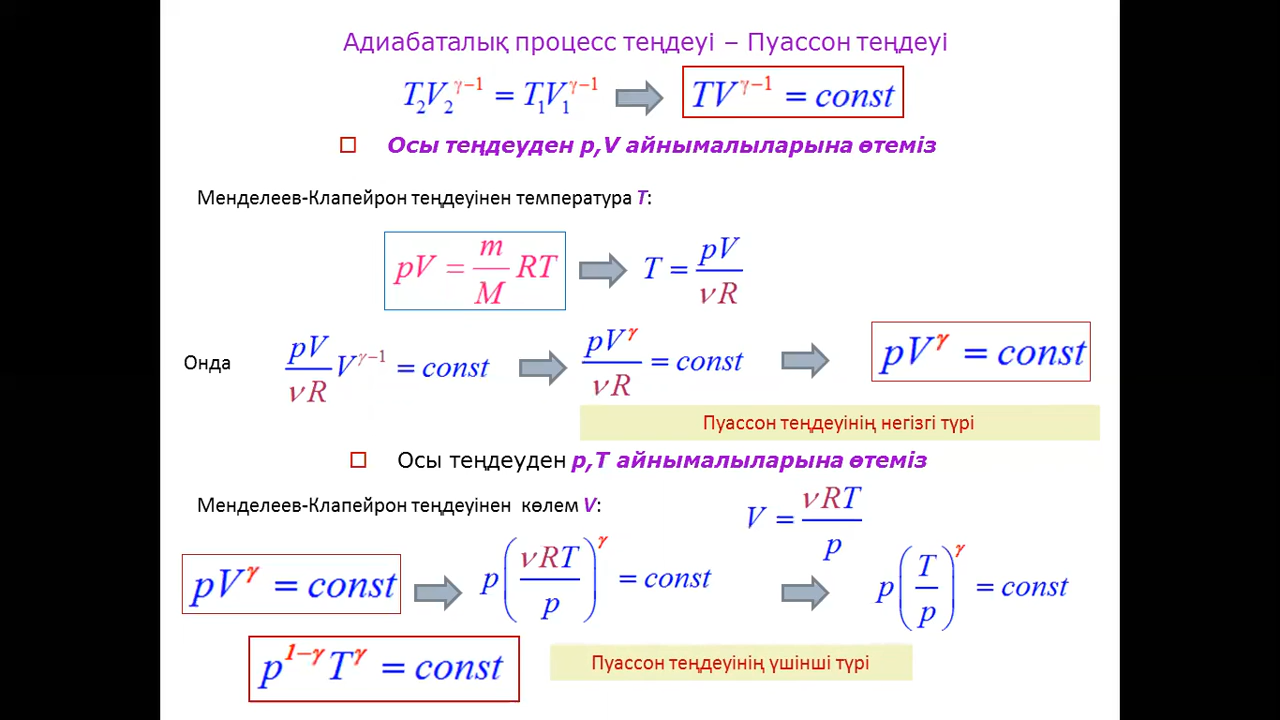 Адиабаталық процесс теңдеуі – Пуассон теңдеуі
T₂V₂^(γ−1) = T₁V₁^(γ−1) TV^(γ−1) = const
Осы теңдеуден p,V айнымалыларына өтеміз
Менделеев-Клапейрон теңдеуінен температура T:
pV = m/M RT T = pV/νR
Онда pV/νR V^(γ−1) = const pV^γ/νR = const pV^γ = const
Пуассон теңдеуінің негізгі түрі
Осы теңдеуден p,T айнымалыларына өтеміз
Менделеев-Клапейрон теңдеуінен көлем V: V = νRT/p
pV^γ = const p(νRT/p)^γ = const p(T/p)^γ = const
p^(1−γ) T^γ = const Пуассон теңдеуінің үшінші түрі